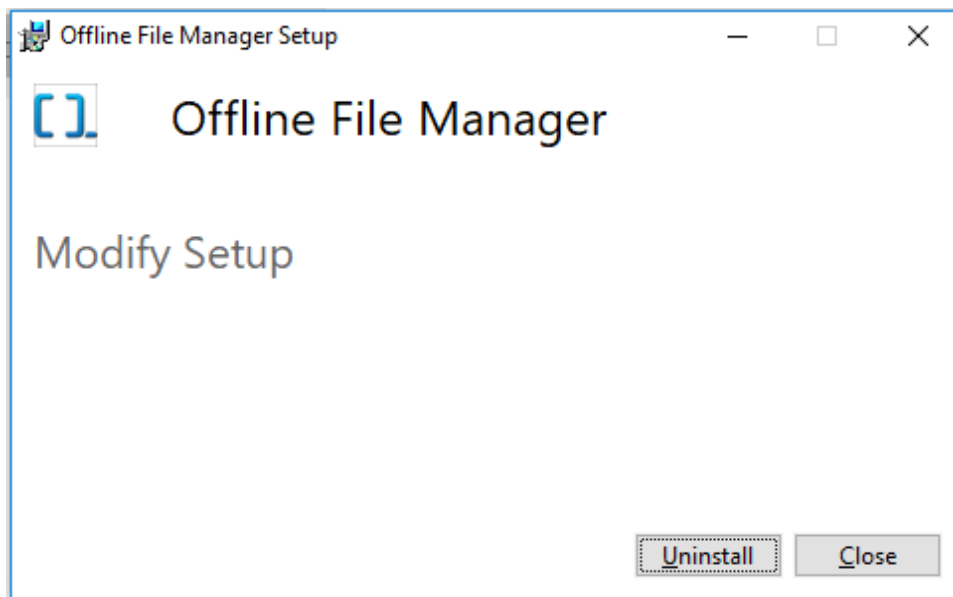 Offline File Manager Setup
Offline File Manager
Modify Setup
Uninstall
Close